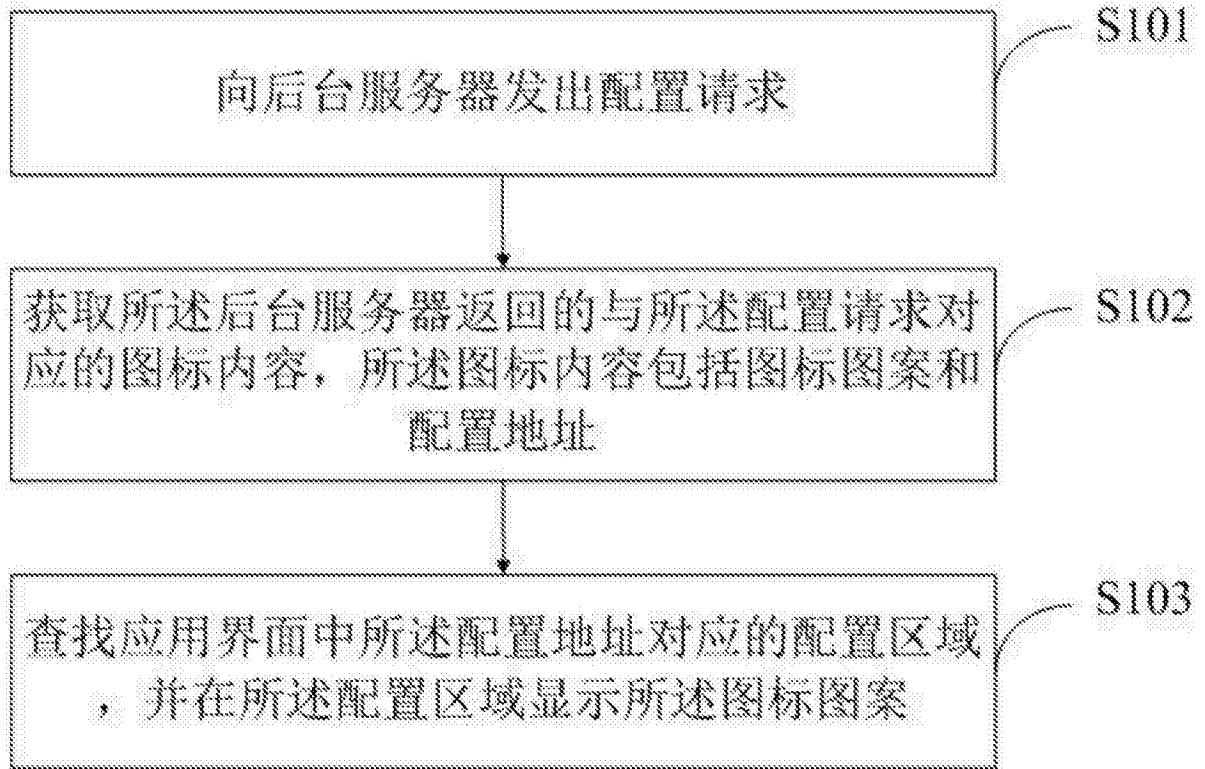 向后台服务器发出配置请求
S101
获取所述后台服务器返回的与所述配置请求对
应的图标内容，所述图标内容包括图标图案和
配置地址
S102
查找应用界面中所述配置地址对应的配置区域
，并在所述配置区域显示所述图标图案
S103